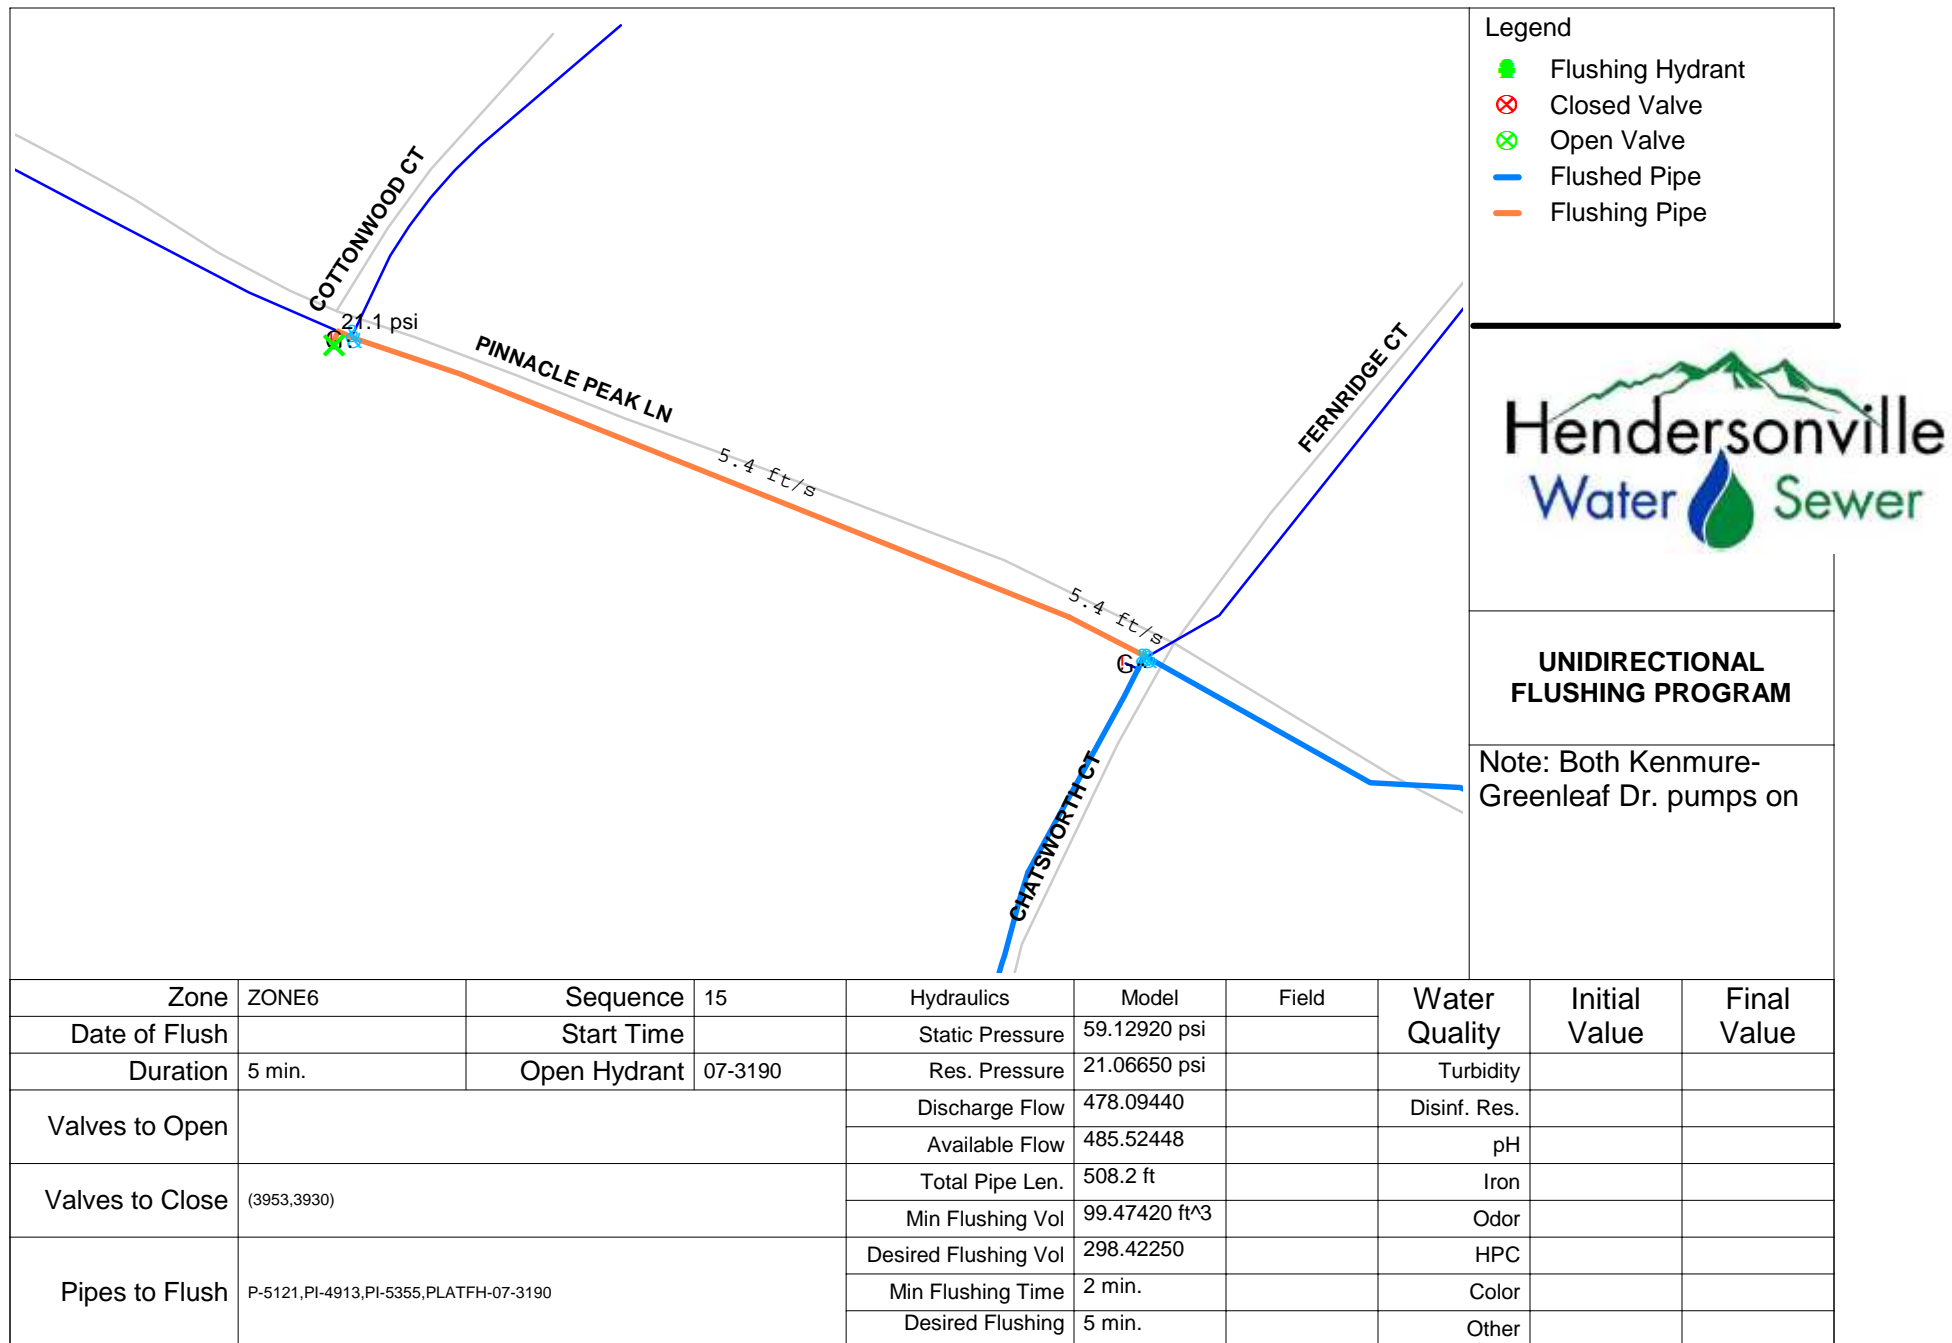 Legend
Flushing Hydrant
Closed Valve
Open Valve
Flushed Pipe
Flushing Pipe
COTTONWOOD CT
21.1 psi
PINNACLE PEAK LN
5.4 ft/s
FERNRIDGE CT
5.4 ft/s
G
CHATSWORTH CT
Hendersonville
Water Sewer
UNIDIRECTIONAL
FLUSHING PROGRAM
Note: Both Kenmure-
Greenleaf Dr. pumps on
Zone ZONE6 Sequence 15 Hydraulics Model Field Water Quality Initial Value Final Value
Date of Flush Start Time Static Pressure 59.12920 psi
Duration 5 min. Open Hydrant 07-3190 Res. Pressure 21.06650 psi Turbidity
Valves to Open Discharge Flow 478.09440 Disinf. Res.
Available Flow 485.52448 pH
Valves to Close (3953,3930) Total Pipe Len. 508.2 ft Iron
Min Flushing Vol 99.47420 ft^3 Odor
Pipes to Flush P-5121,PI-4913,PI-5355,PLATFH-07-3190 Desired Flushing Vol 298.42250 HPC
Min Flushing Time 2 min. Color
Desired Flushing 5 min. Other